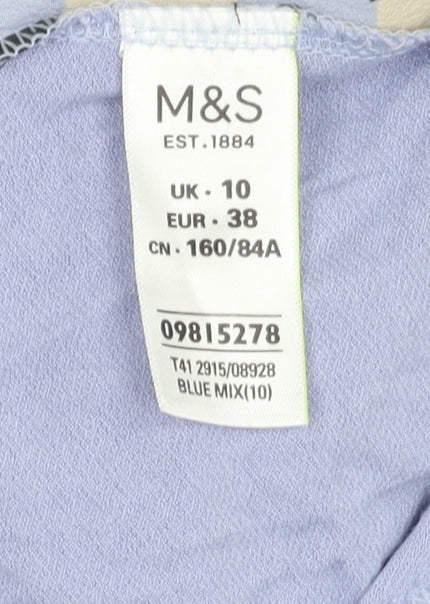 M&S
EST.1884
UK · 10
EUR · 38
CN · 160/84A
09815278
T41 2915/08928
BLUE MIX(10)